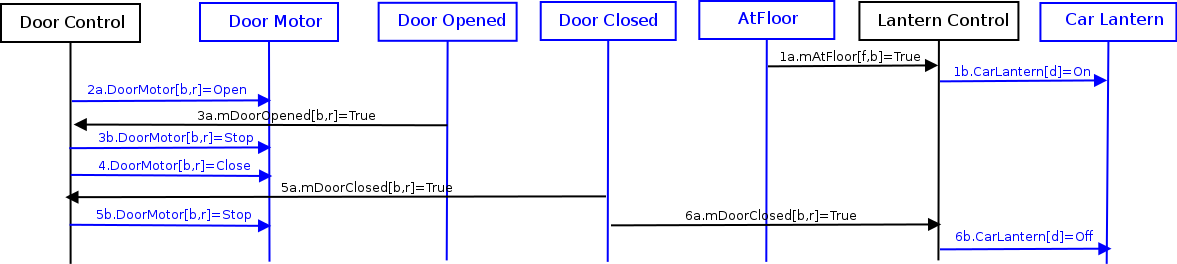 Door Control
Door Motor
Door Opened
Door Closed
AtFloor
Lantern Control
Car Lantern
1a.mAtFloor[f,b]=True
1b.CarLantern[d]=On
2a.DoorMotor[b,r]=Open
3a.mDoorOpened[b,r]=True
3b.DoorMotor[b,r]=Stop
4.DoorMotor[b,r]=Close
5a.mDoorClosed[b,r]=True
5b.DoorMotor[b,r]=Stop
6a.mDoorClosed[b,r]=True
6b.CarLantern[d]=Off